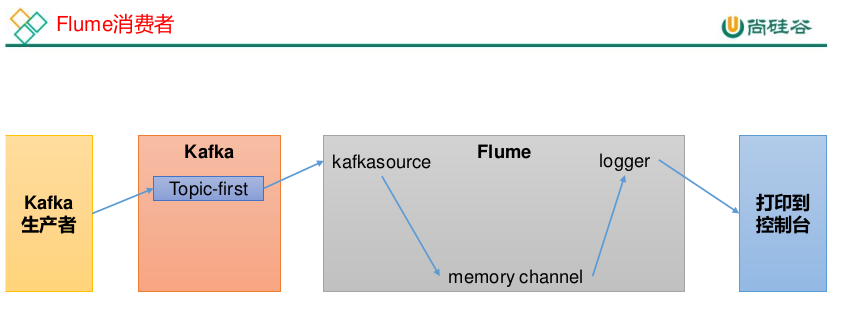 Flume消费者
尚硅谷
Kafka
生产者
Kafka
Topic-first
Flume
kafkasource
logger
memory channel
打印到
控制台